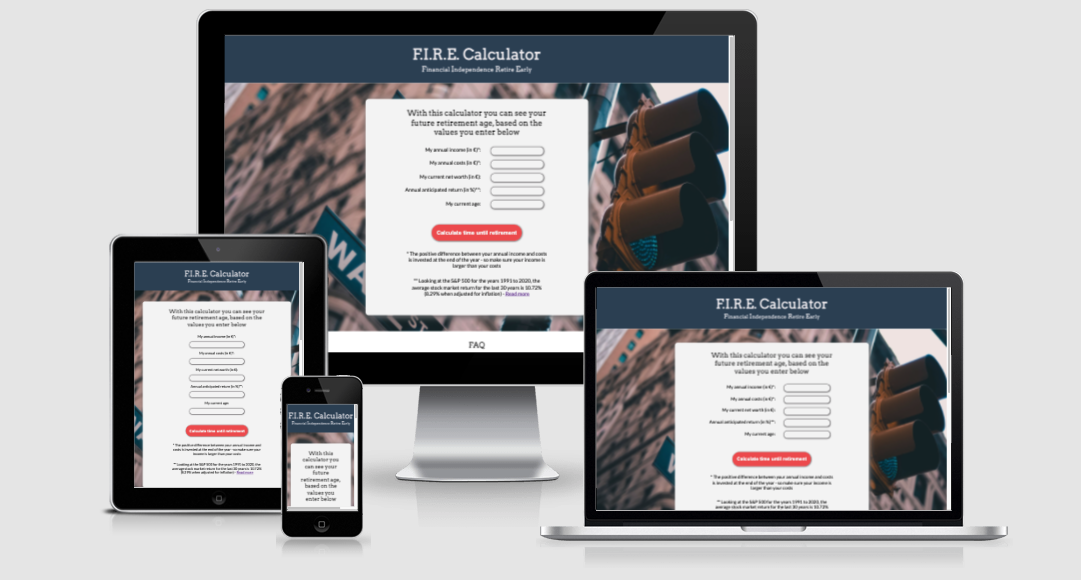 F.I.R.E. Calculator
Financial Independence Retire Early
With this calculator you can see your
future retirement age, based on the
values you enter below
My annual income (in €)*:
My annual costs (in €)*:
My current net worth (in €):
Annual anticipated return (in %)**:
My current age:
Calculate time until retirement
* The positive difference between your annual income and costs
is invested at the end of the year - so make sure your income is
larger than your costs
** Looking at the S&P 500 for the years 1991 to 2020, the
average stock market return for the last 30 years is 10.72%
(8.29% when adjusted for inflation) - Read more
WA
ST
FAQ
F.I.R.E. Calculator
Financial Independence Retire Early
With this calculator you can see your
future retirement age, based on the
values you enter below
My annual income (in €)*:
My annual costs (in €)*:
My current net worth (in €):
Annual anticipated return (in %)**:
My current age:
Calculate time until retirement
* The positive difference between your annual income and
costs is invested at the end of the year - so make sure your
income is larger than your costs
** Looking at the S&P 500 for the years 1991 to 2020, the
average stock market return for the last 30 years is 10.72%
(8.29% when adjusted for inflation) - Read more
F.I.R.E. Calculator
Financial Independence Retire Early
With this
calculator you
can see your
future
retirement age,
based on the
values you
enter below
F.I.R.E. Calculator
Financial Independence Retire Early
With this calculator you can see your
future retirement age, based on the
values you enter below
My annual income (in €)*:
My annual costs (in €)*:
My current net worth (in €):
Annual anticipated return (in %)**:
My current age:
Calculate time until retirement
* The positive difference between your annual income and costs
is invested at the end of the year - so make sure your income is
larger than your costs
** Looking at the S&P 500 for the years 1991 to 2020, the
average stock market return for the last 30 years is 10.72%